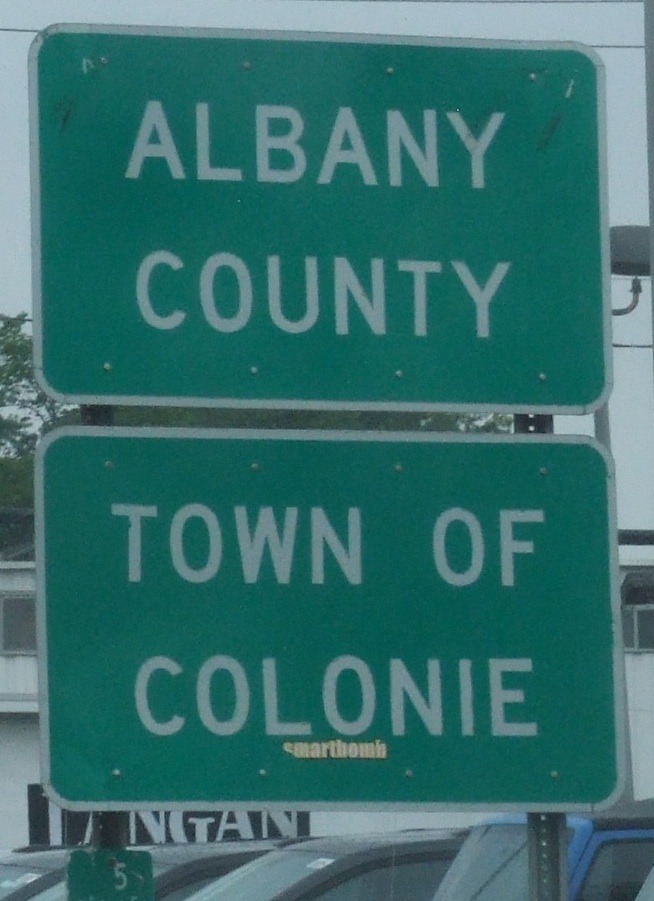 ALBANY
COUNTY
TOWN OF
COLONIE
smartbomb
5